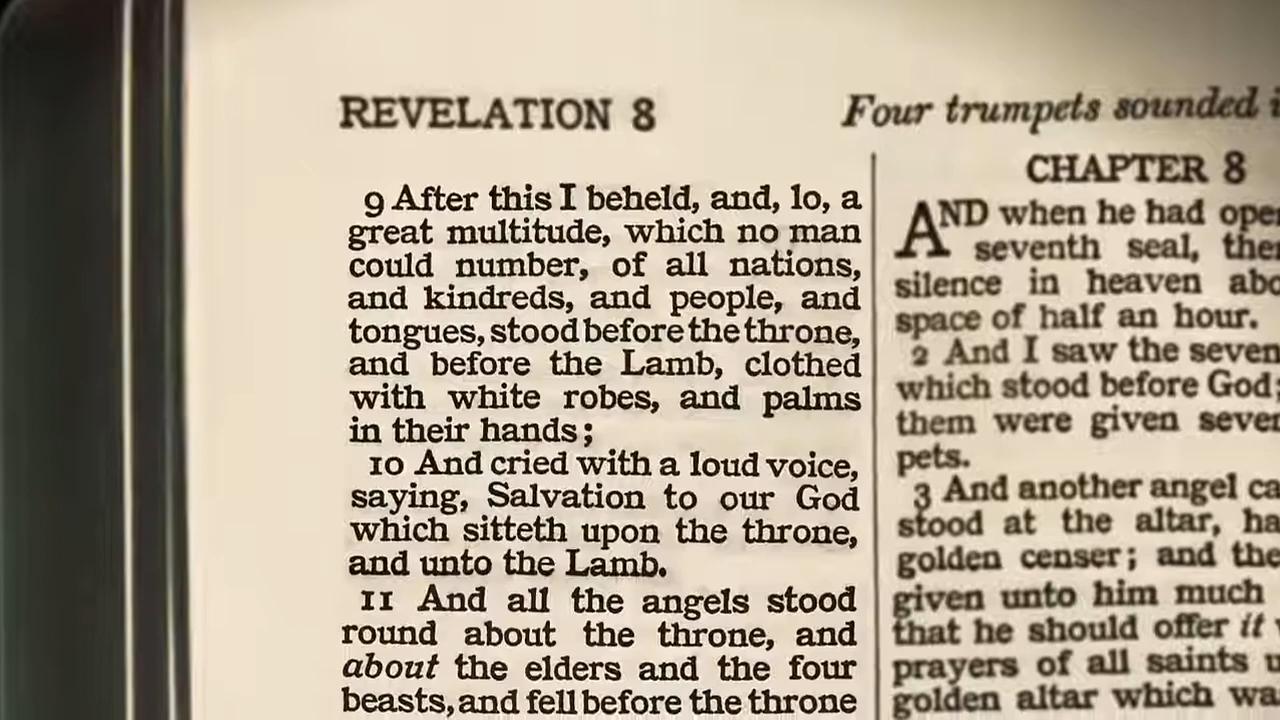 REVELATION 8
Four trumpets sounded
9 After this I beheld, and, lo, a
great multitude, which no man
could number, of all nations,
and kindreds, and people, and
tongues, stood before the throne,
and before the Lamb, clothed
with white robes, and palms
in their hands;
10 And cried with a loud voice,
saying, Salvation to our God
which sitteth upon the throne,
and unto the Lamb.
11 And all the angels stood
round about the throne, and
about the elders and the four
beasts, and fell before the throne
CHAPTER 8
AND when he had
seventh seal,
silence in heaven
space of half an hour.
2 And I saw the seven
which stood before God;
them were given
pets.
3 And another angel
stood at the altar,
golden censer; and
given unto him much
that he should offer it
prayers of all saints
golden altar which